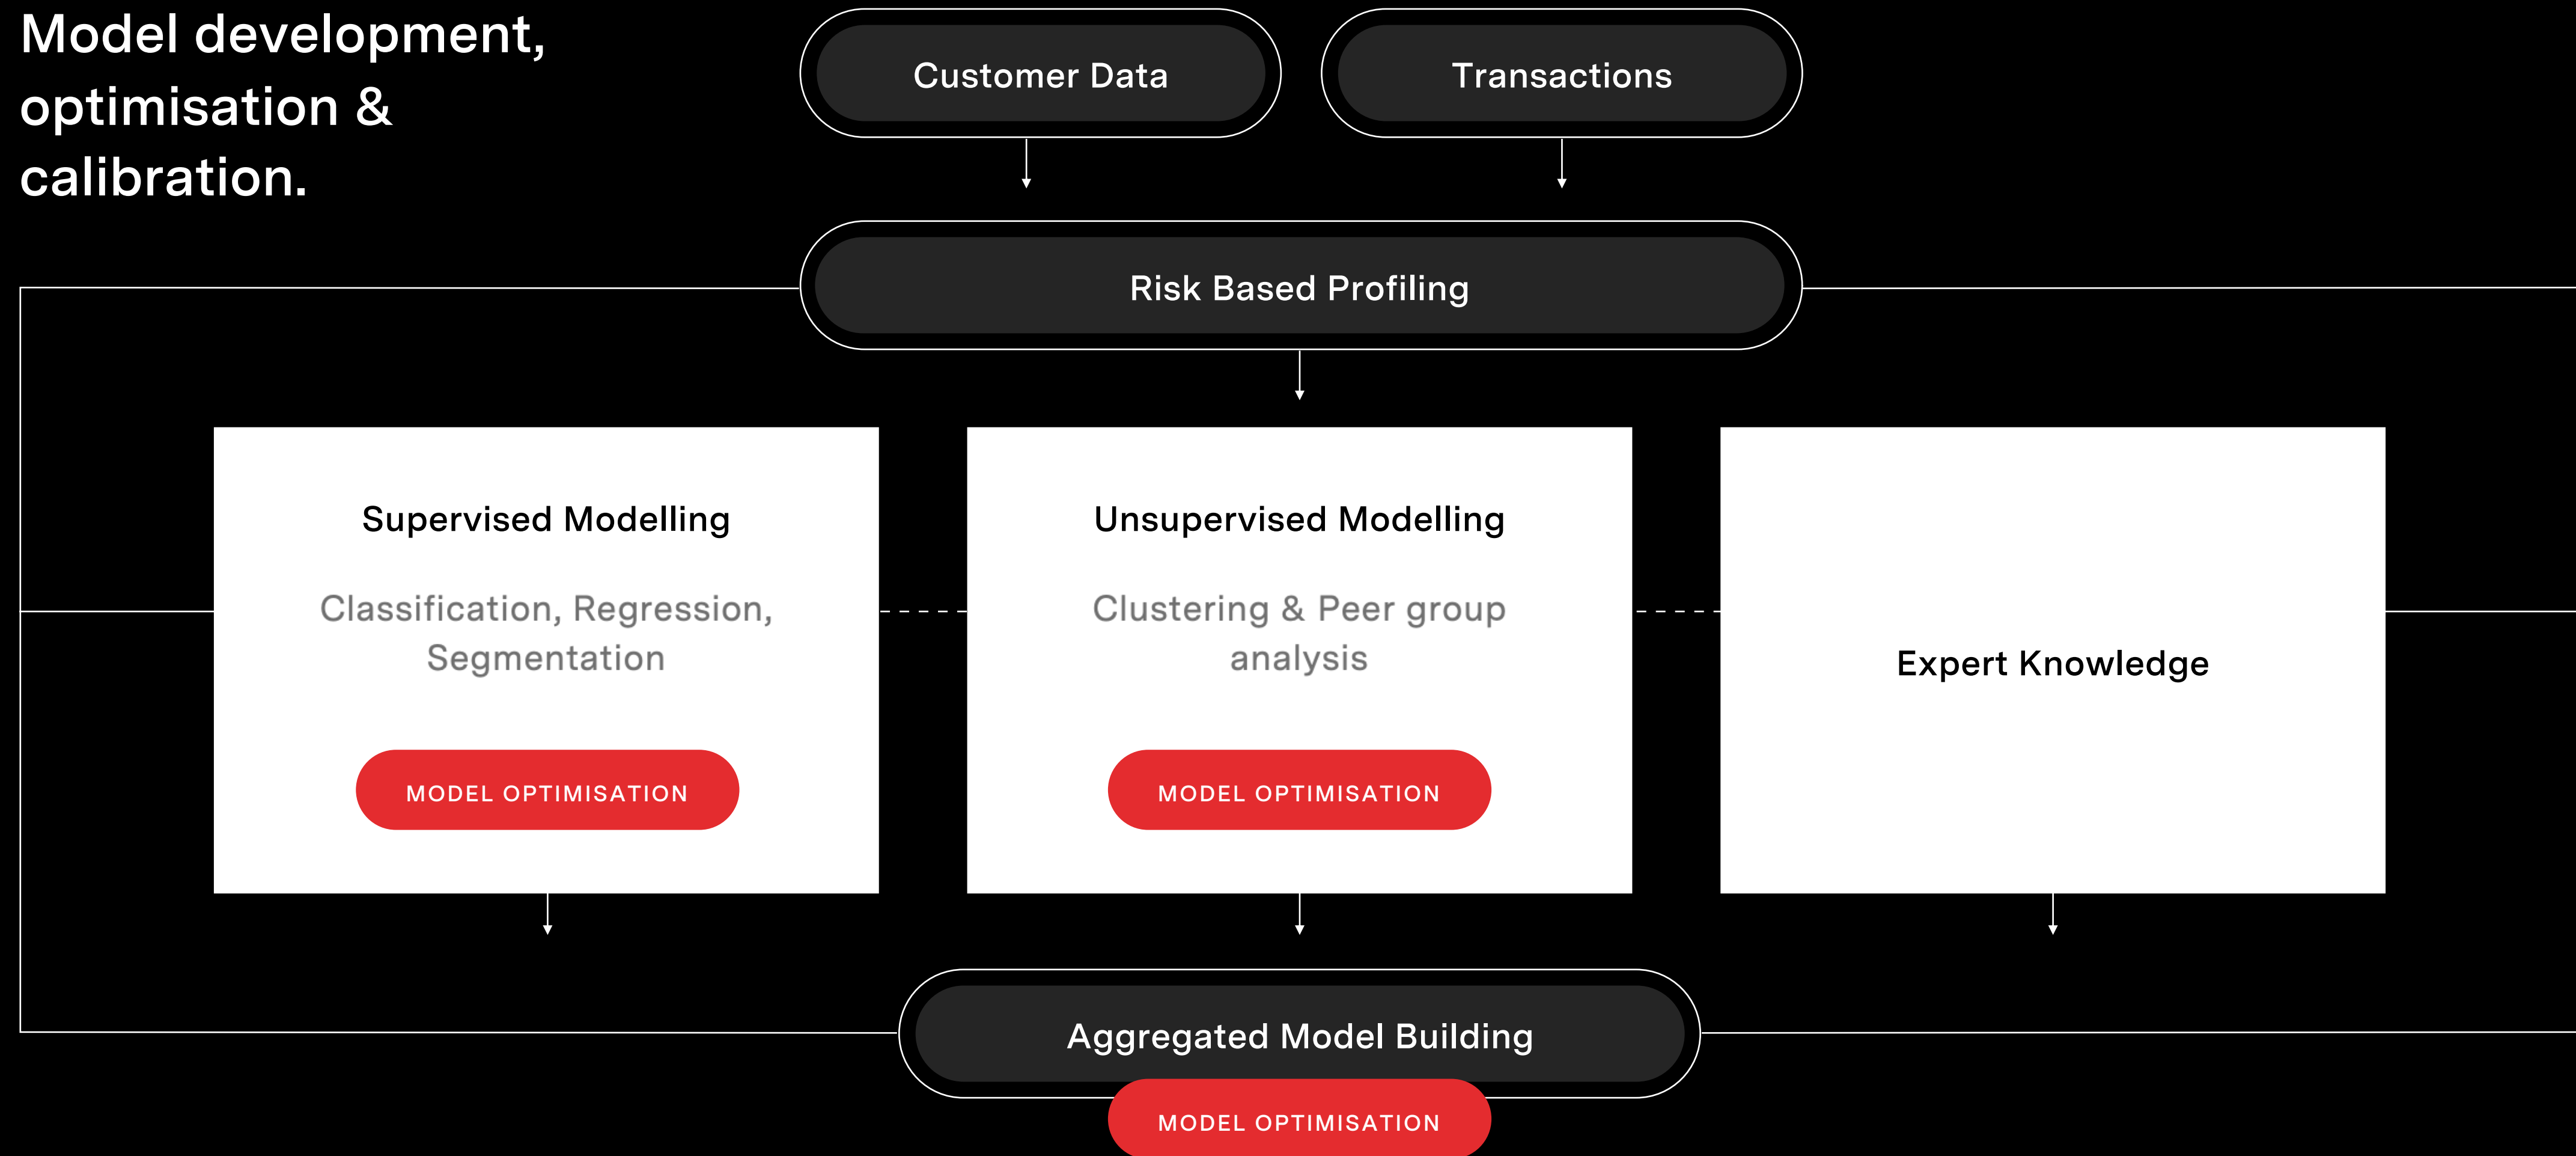 Model development,
optimisation &
calibration.
Customer Data
Transactions
Risk Based Profiling
Supervised Modelling
Classification, Regression,
Segmentation
MODEL OPTIMISATION
Unsupervised Modelling
Clustering & Peer group
analysis
MODEL OPTIMISATION
Expert Knowledge
Aggregated Model Building
MODEL OPTIMISATION